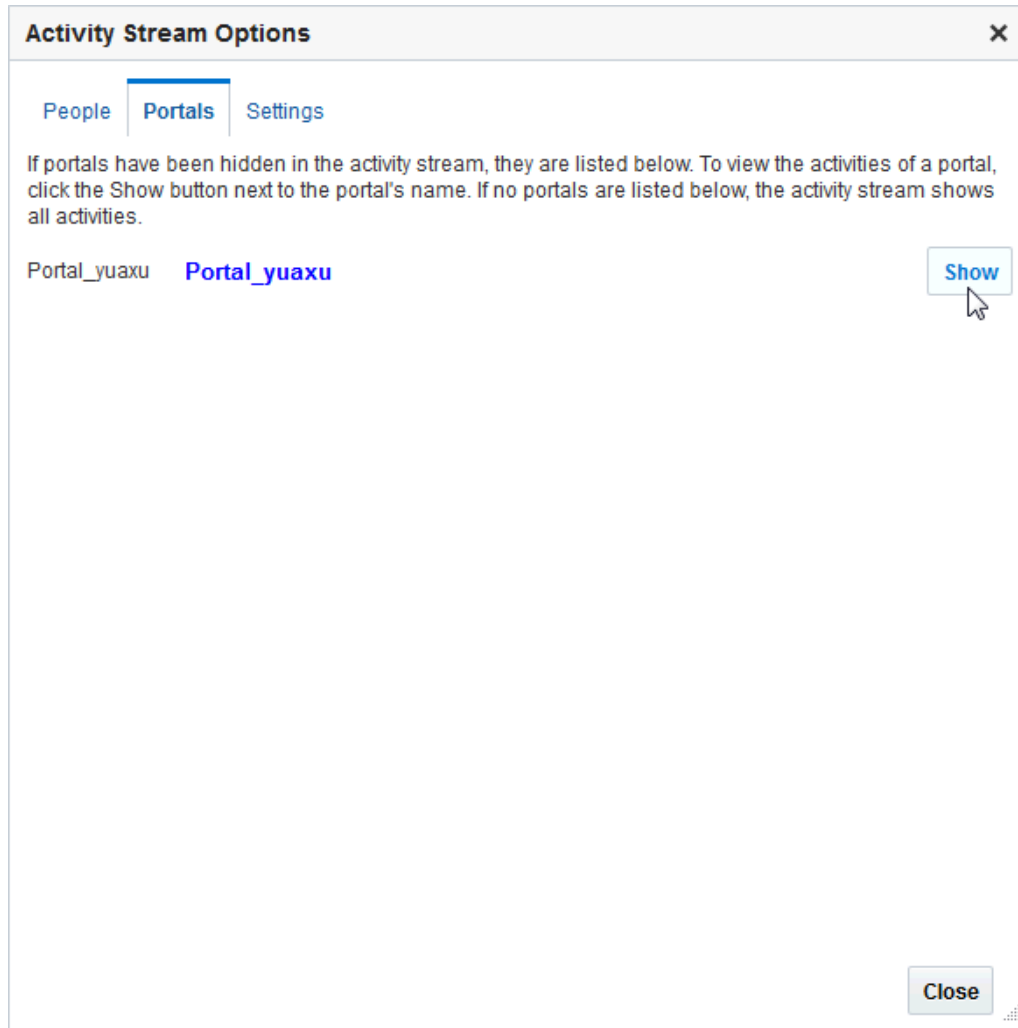 Activity Stream Options
People Portals Settings
If portals have been hidden in the activity stream, they are listed below. To view the activities of a portal,
click the Show button next to the portal's name. If no portals are listed below, the activity stream shows
all activities.
Portal_yuaxu Portal_yuaxu Show
Close